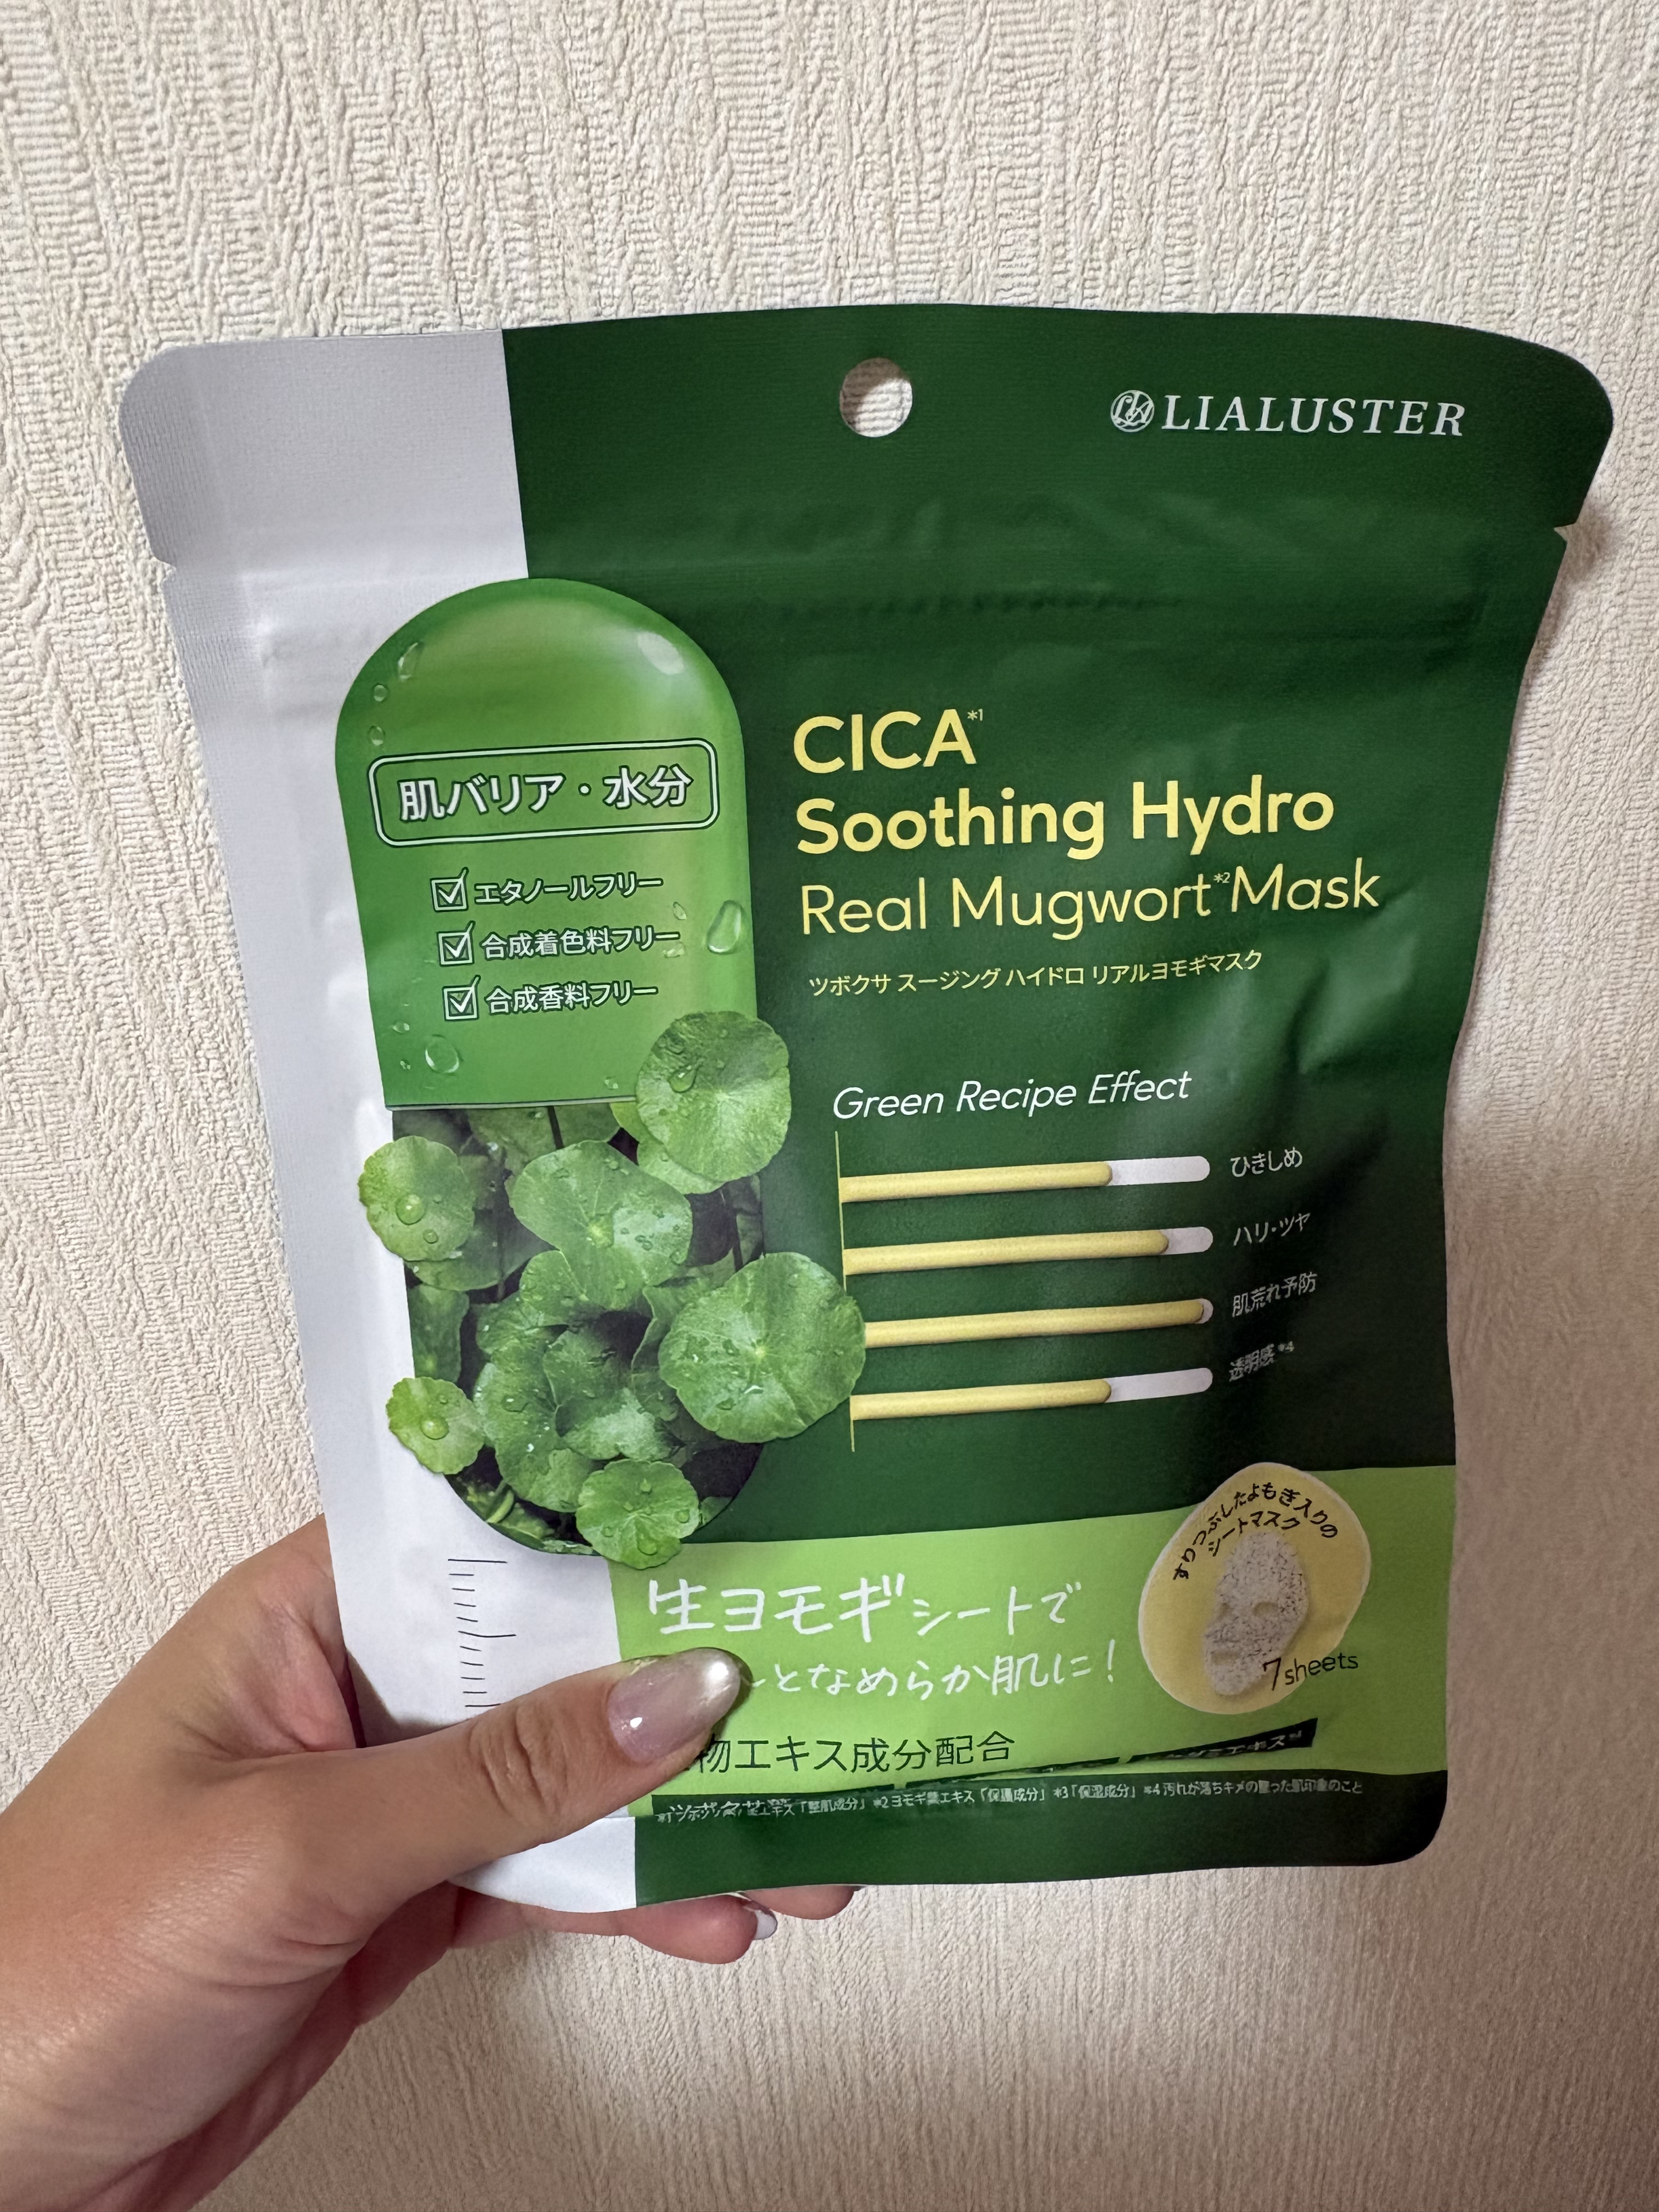 LIALUSTER
肌バリア・水分
エタノールフリー
合成着色料フリー
合成香料フリー
CICA*1
Soothing Hydro
Real Mugwort*2 Mask
ツボクサ スージング ハイドロ リアルヨモギマスク
Green Recipe Effect
ひきしめ
ハリ・ツヤ
肌荒れ予防
透明感*4
すりつぶしたよもぎ入りの
シートマスク
7sheets
生ヨモギシートで
となめらか肌に!
物エキス成分配合
エキス「整肌成分」 *2 ヨモギ葉エキス「保護成分」 *3「保湿成分」 *4 汚れが落ちキメの整った肌印象のこと